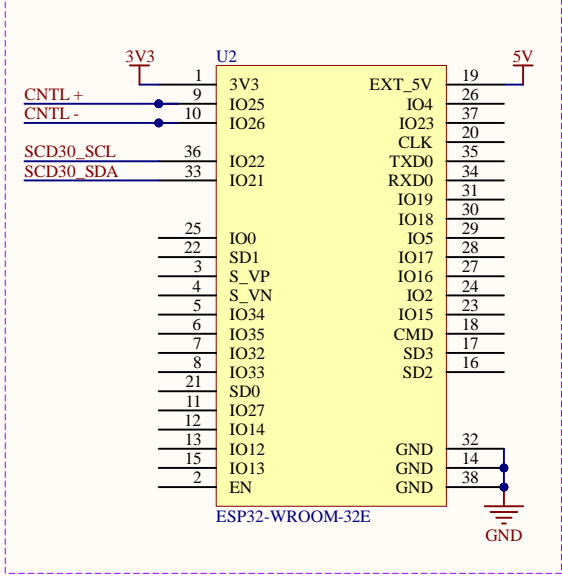 3V3 U2 5V
1 3V3 EXT_5V 19
CNTL + 9 IO25 IO4 26
CNTL - 10 IO26 IO23 37
CLK 20
SCD30_SCL 36 IO22 TXD0 35
SCD30_SDA 33 IO21 RXD0 34
IO19 31
IO18 30
25 IO0 IO5 29
22 SD1 IO17 28
3 S_VP IO16 27
4 S_VN IO2 24
5 IO34 IO15 23
6 IO35 CMD 18
7 IO32 SD3 17
8 IO33 SD2 16
21 SD0
11 IO27
12 IO14
13 IO12 GND 32
15 IO13 GND 14
2 EN GND 38
ESP32-WROOM-32E
GND